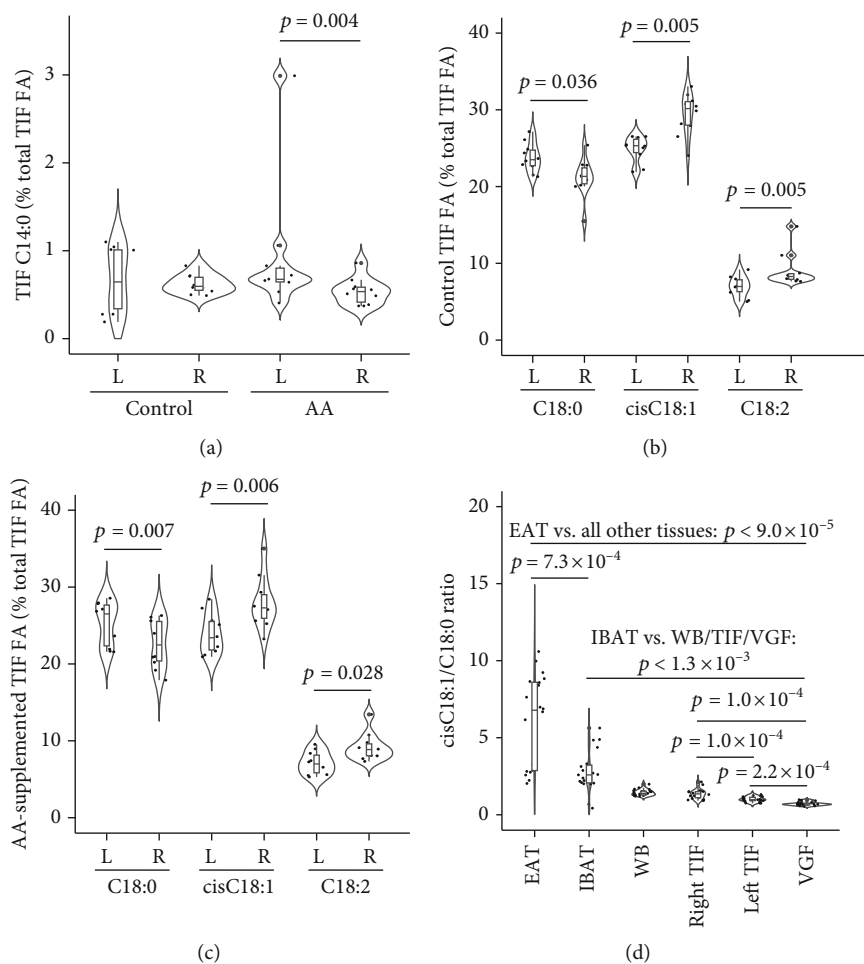 p = 0.004
3
2
1
0
TIF C14:0 (% total TIF FA)
L R L R
Control AA
(a)
p = 0.005
p = 0.036
p = 0.005
40
30
20
10
0
Control TIF FA (% total TIF FA)
L R L R L R
C18:0 cisC18:1 C18:2
(b)
p = 0.006
p = 0.007
p = 0.028
40
30
20
10
0
AA-supplemented TIF FA (% total TIF FA)
L R L R L R
C18:0 cisC18:1 C18:2
(c)
20
15
10
5
0
cisC18:1/C18:0 ratio
EAT vs. all other tissues: p < 9.0×10⁻⁵
p = 7.3×10⁻⁴
IBAT vs. WB/TIF/VGF:
p < 1.3 ×10⁻³
p = 1.0×10⁻⁴
p = 1.0×10⁻⁴
p = 2.2×10⁻⁴
EAT
IBAT
WB
Right TIF
Left TIF
VGF
(d)